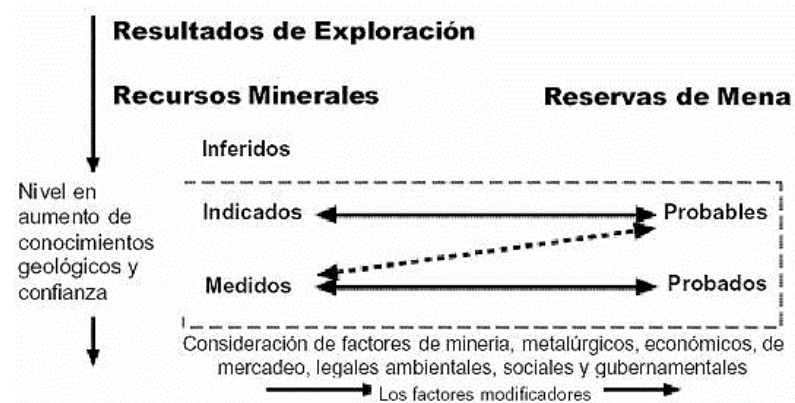 Resultados de Exploración
Recursos Minerales
Reservas de Mena
Inferidos
Nivel en
aumento de
conocimientos
geológicos y
confianza
Indicados
Probables
Medidos
Probados
Consideración de factores de mineria, metalúrgicos, económicos, de
mercadeo, legales ambientales, sociales y gubernamentales
Los factores modificadores